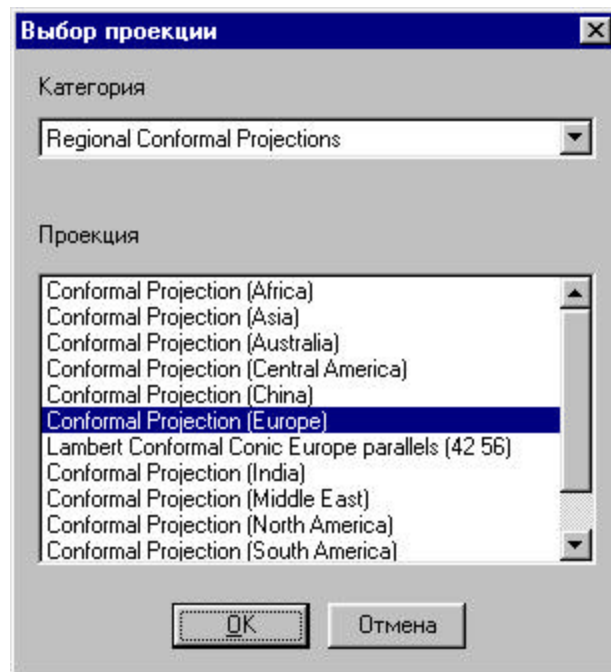 Выбор проекции
Категория
Regional Conformal Projections
Проекция
Conformal Projection (Africa)
Conformal Projection (Asia)
Conformal Projection (Australia)
Conformal Projection (Central America)
Conformal Projection (China)
Conformal Projection (Europe)
Lambert Conformal Conic Europe parallels (42 56)
Conformal Projection (India)
Conformal Projection (Middle East)
Conformal Projection (North America)
Conformal Projection (South America)
OK
Отмена